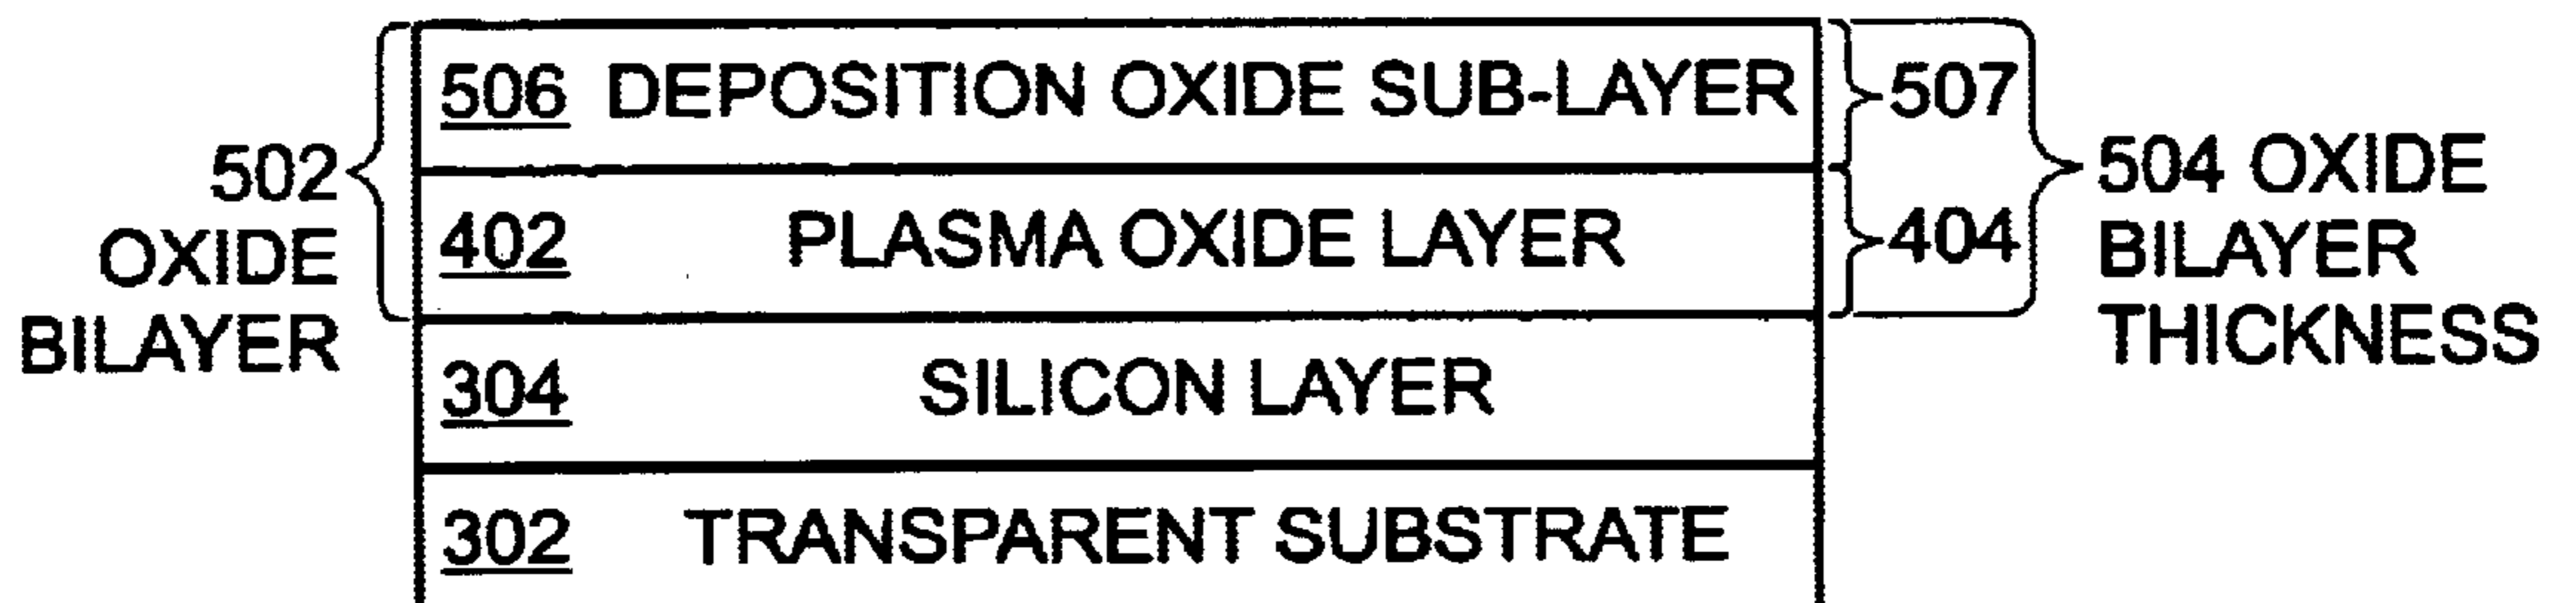 506 DEPOSITION OXIDE SUB-LAYER
507
502
OXIDE
BILAYER
402 PLASMA OXIDE LAYER
404
504 OXIDE
BILAYER
THICKNESS
304 SILICON LAYER
302 TRANSPARENT SUBSTRATE